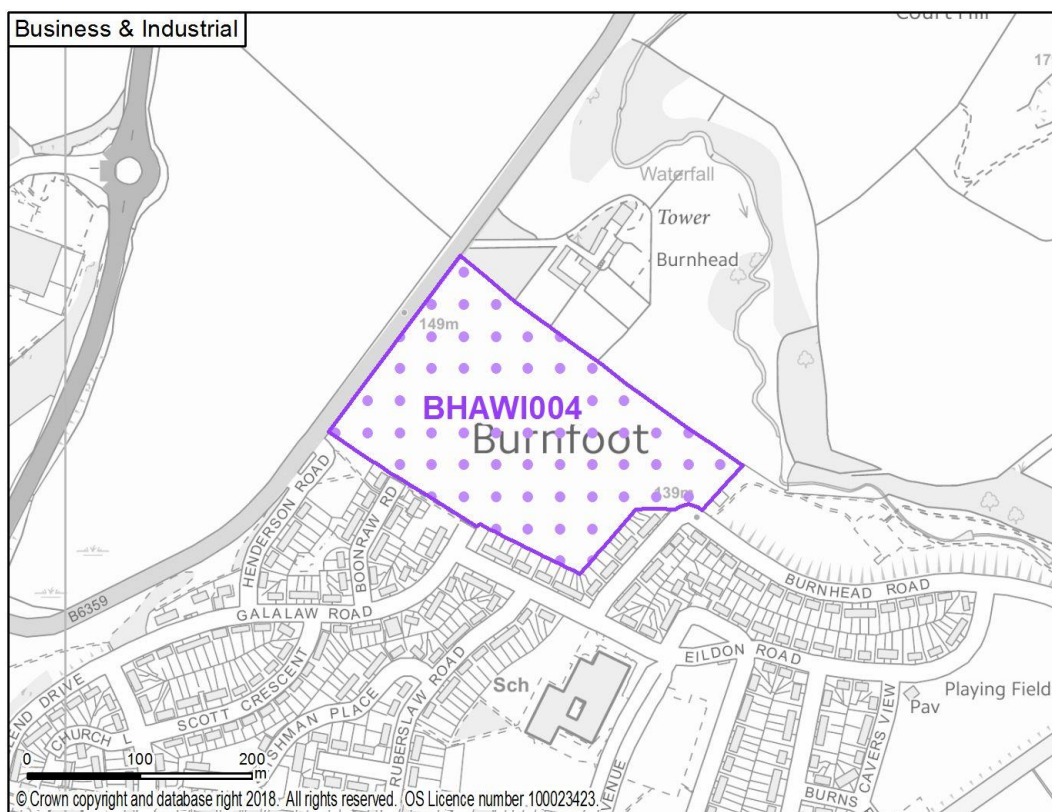 Business & Industrial
Court Hill
Waterfall
Tower
Burnhead
149m
BHAWI004
Burnfoot
139m
HENDERSON ROAD
BOONRAW RD
B6359
GALALAW ROAD
BURNHEAD ROAD
EILDON ROAD
SCOTT CRESCENT
RUBERSLAW ROAD
Sch
Playing Field
Pav
BURNS
CAVERS VIEW
CHURCH
0 100 200
m
© Crown copyright and database right 2018. All rights reserved. OS Licence number 100023423.